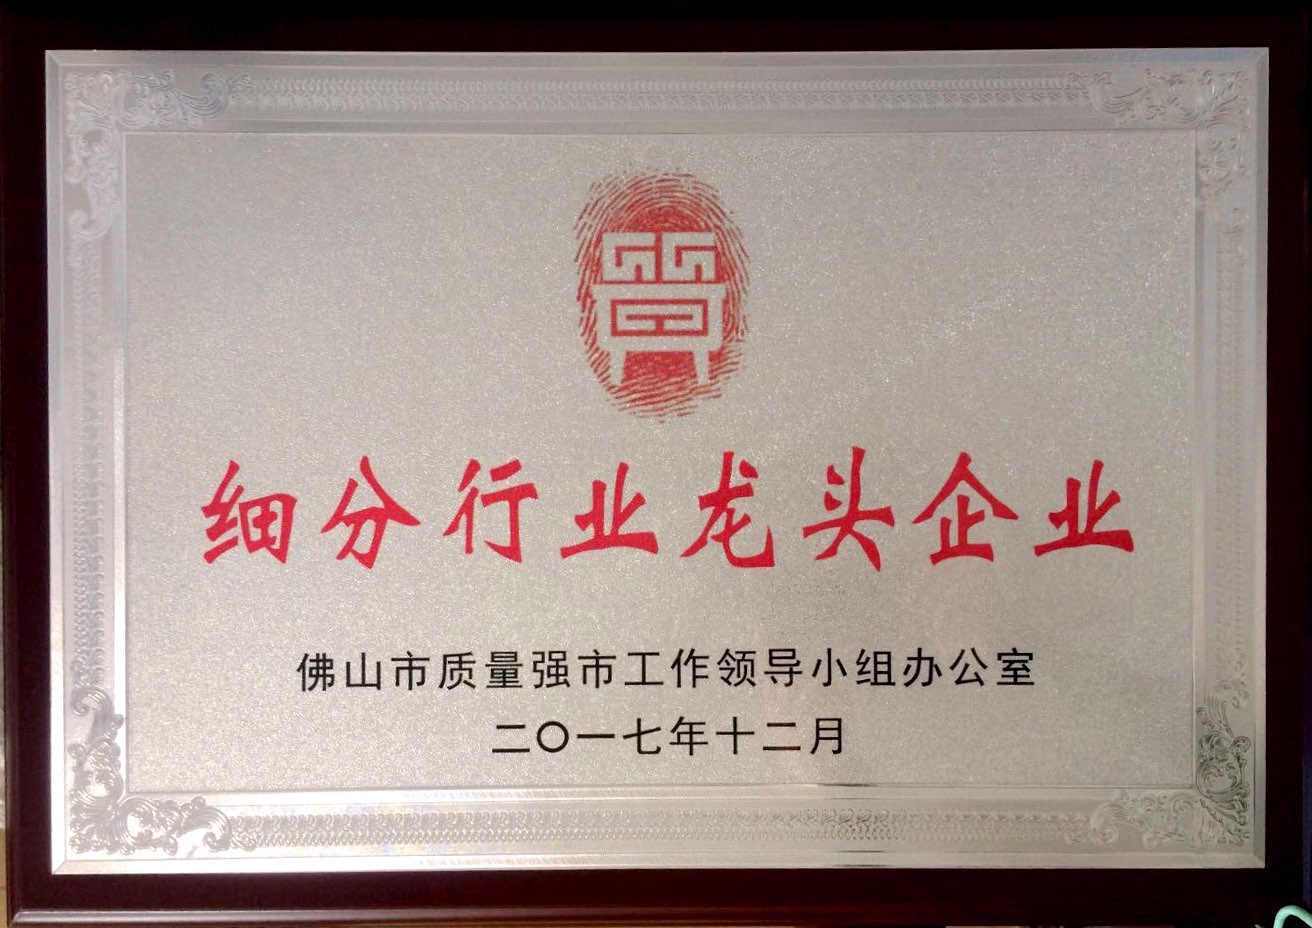 細分行业龙头企业
佛山市质量强市工作领导小组办公室
二〇一七年十二月